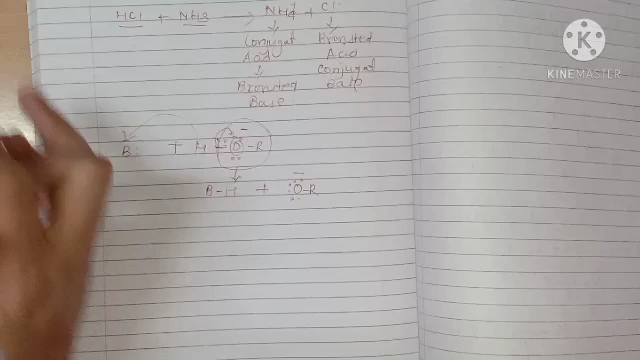 HCl + NH3 → NH4+ + Cl-
↓ ↓
Conjugat Bronsted
Acid Acid
↓ Conjugat
Bronsted Base
Base
B: + H-O-R
↓
B-H + :O-R
KINEMASTER